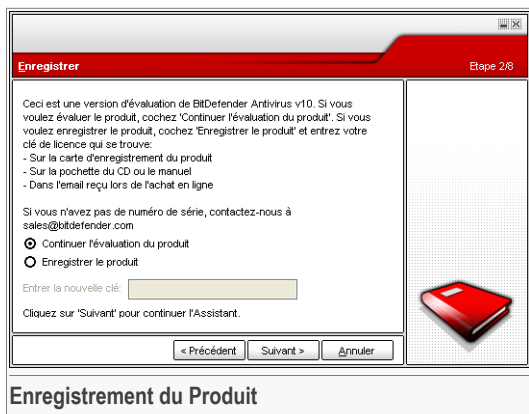 Enregistrer
Etape 2/8
Ceci est une version d'évaluation de BitDefender Antivirus v10. Si vous
voulez évaluer le produit, cochez 'Continuer l'évaluation du produit'. Si vous
voulez enregistrer le produit, cochez 'Enregistrer le produit' et entrez votre
clé de licence qui se trouve:
- Sur la carte d'enregistrement du produit
- Sur la pochette du CD ou le manuel
- Dans l'email reçu lors de l'achat en ligne
Si vous n'avez pas de numéro de série, contactez-nous à
sales@bitdefender.com
Continuer l'évaluation du produit
Enregistrer le produit
Entrer la nouvelle clé:
Cliquez sur 'Suivant' pour continuer l'Assistant.
« Précédent
Suivant »
Annuler
Enregistrement du Produit